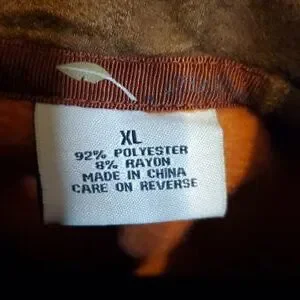 XL
92% POLYESTER
8% RAYON
MADE IN CHINA
CARE ON REVERSE